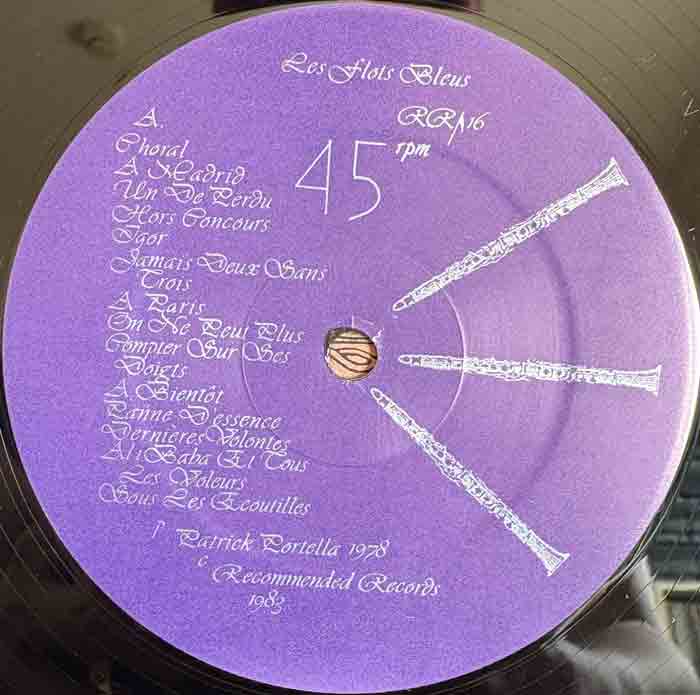 Les Flots Bleus
A.
RR/16
45 rpm
Choral
A Madrid
Un De Perdu
Hors Concours
Igor
Jamais Deux Sans
Trois
A Paris
On Ne Peut Plus
Compter Sur Ses
Doigts
A Bientôt
Panne D'essence
Dernieres Volontes
Ali Baba Et Tous
Les Voleurs
Sous Les Ecoutilles
P Patrick Portella 1978
c Recommended Records
1983